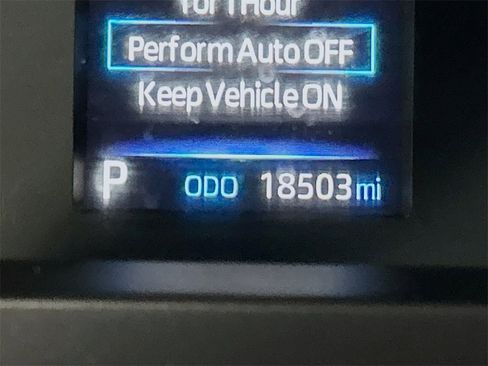 for 1 Hour
Perform Auto OFF
Keep Vehicle ON
P ODO 18503 mi